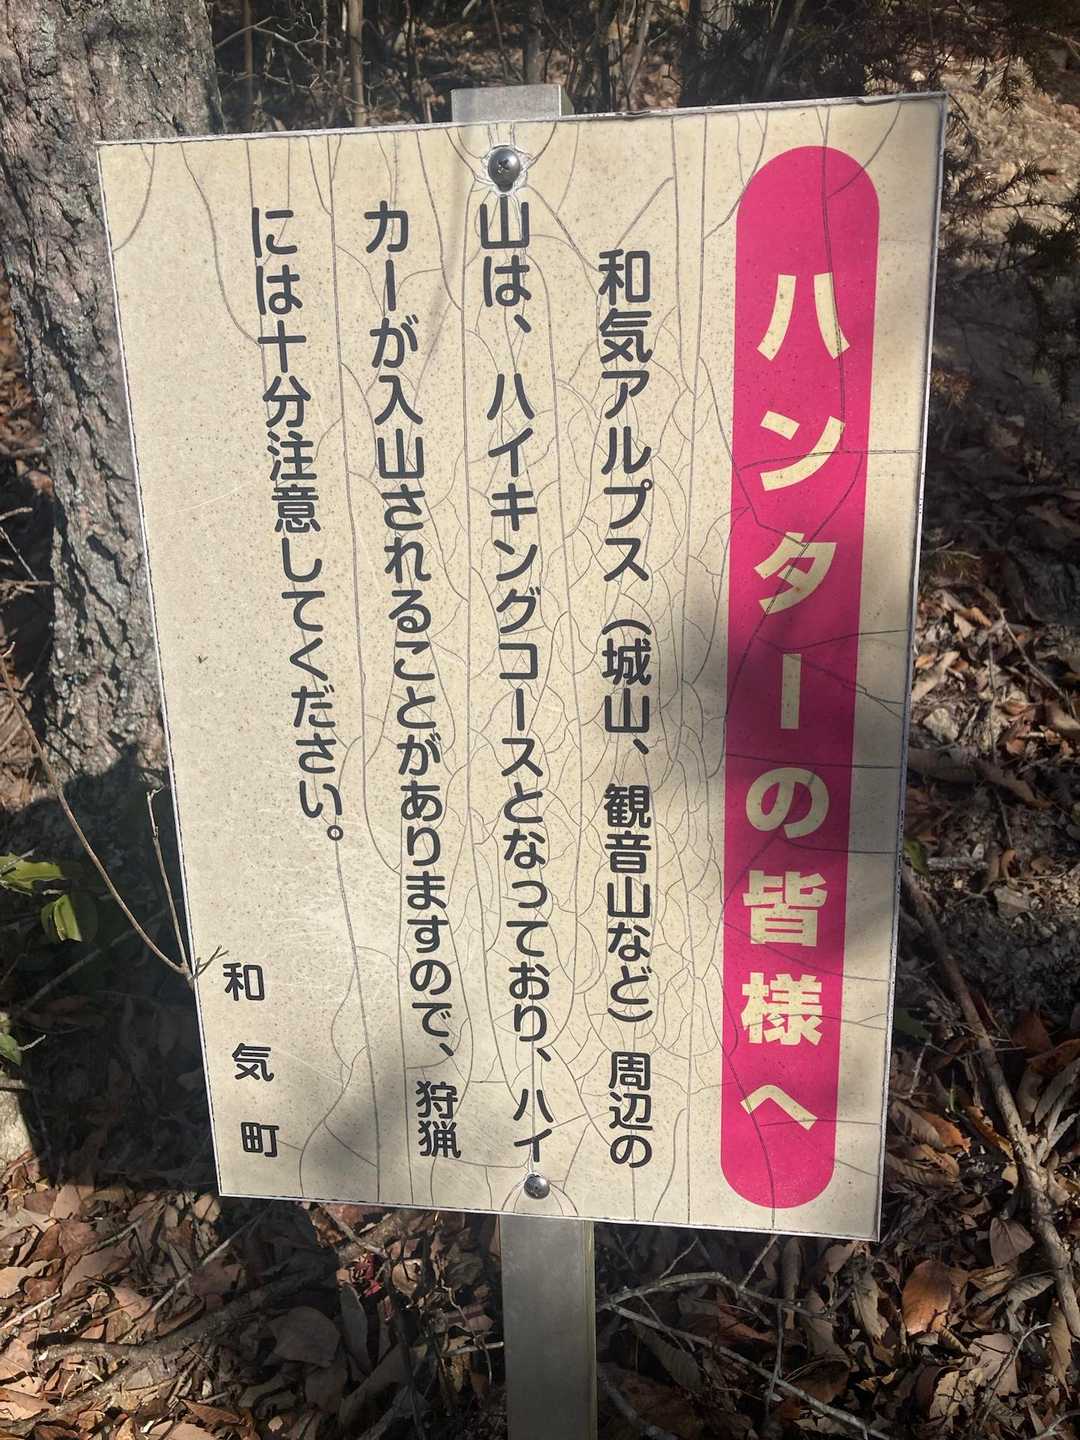 ハンターの皆様へ
和気アルプス（城山、観音山など）周辺の
山は、ハイキングコースとなっており、ハイ
カーが入山されることがありますので、狩猟
には十分注意してください。
和気町